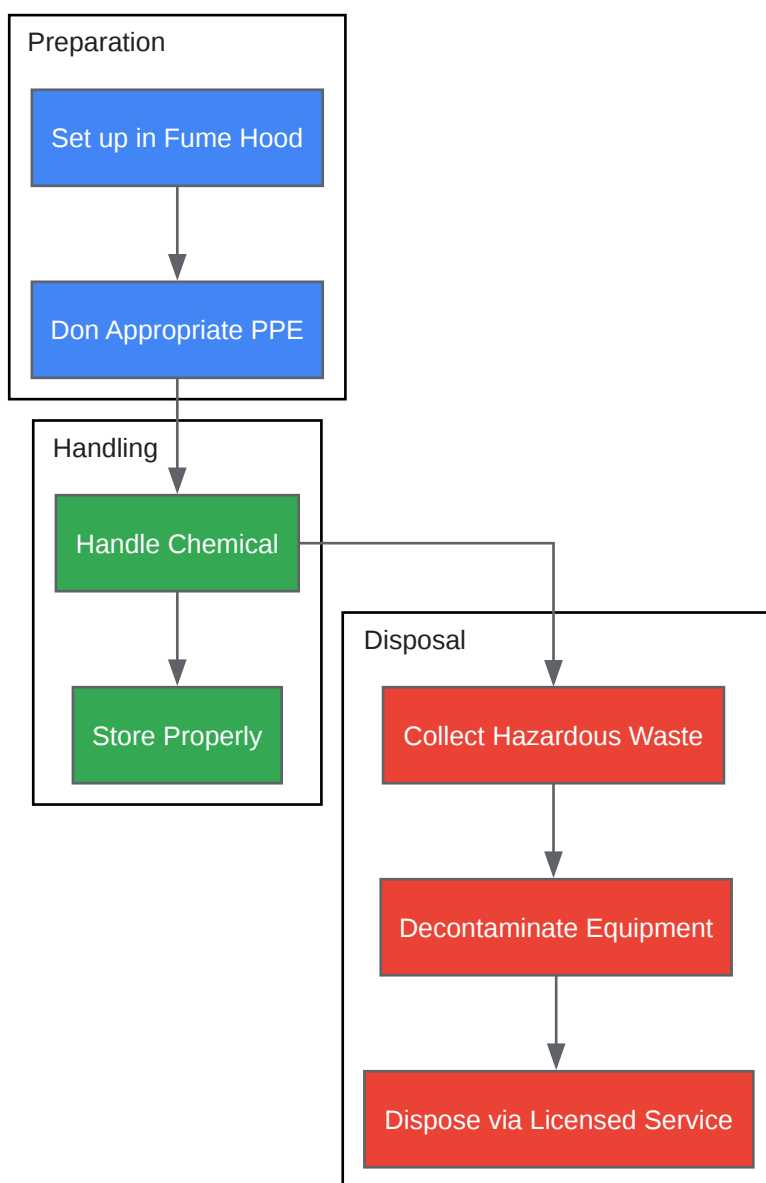 Preparation
Set up in Fume Hood
Don Appropriate PPE
Handling
Handle Chemical
Store Properly
Disposal
Collect Hazardous Waste
Decontaminate Equipment
Dispose via Licensed Service